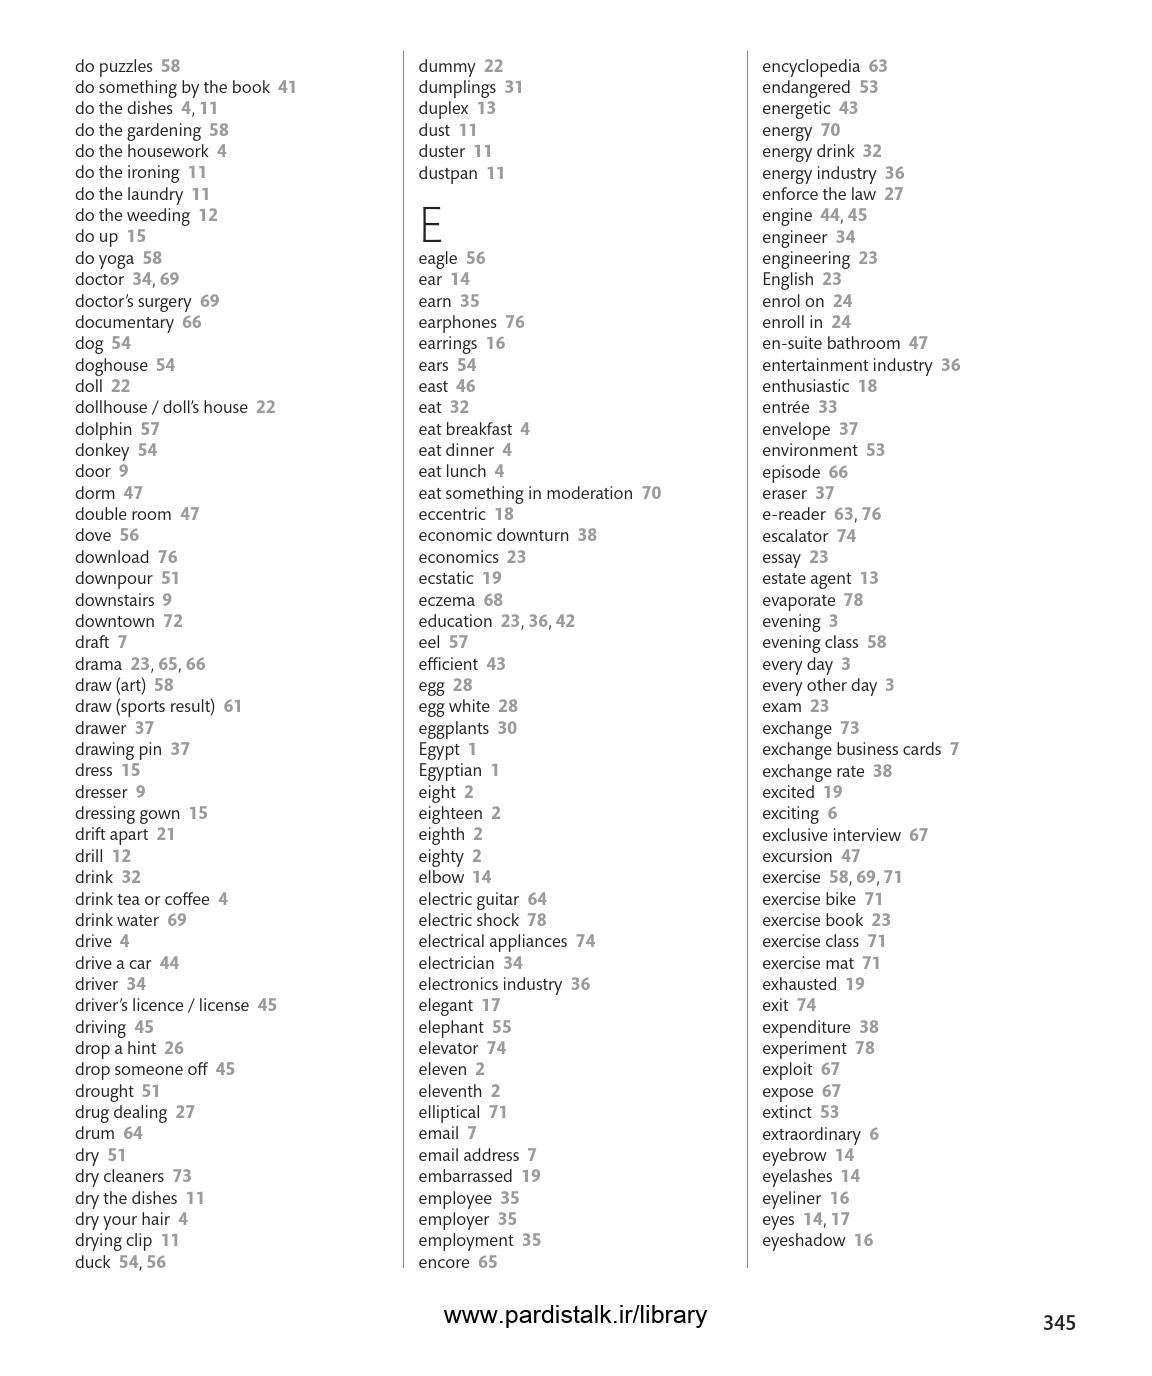 do puzzles 58
do something by the book 41
do the dishes 4, 11
do the gardening 58
do the housework 4
do the ironing 11
do the laundry 11
do the weeding 12
do up 15
do yoga 58
doctor 34, 69
doctor's surgery 69
documentary 66
dog 54
doghouse 54
doll 22
dollhouse / doll's house 22
dolphin 57
donkey 54
door 9
dorm 47
double room 47
dove 56
download 76
downpour 51
downstairs 9
downtown 72
draft 7
drama 23, 65, 66
draw (art) 58
draw (sports result) 61
drawer 37
drawing pin 37
dress 15
dresser 9
dressing gown 15
drift apart 21
drill 12
drink 32
drink tea or coffee 4
drink water 69
drive 4
drive a car 44
driver 34
driver's licence / license 45
driving 45
drop a hint 26
drop someone off 45
drought 51
drug dealing 27
drum 64
dry 51
dry cleaners 73
dry the dishes 11
dry your hair 4
drying clip 11
duck 54, 56
dummy 22
dumplings 31
duplex 13
dust 11
duster 11
dustpan 11
E
eagle 56
ear 14
earn 35
earphones 76
earrings 16
ears 54
east 46
eat 32
eat breakfast 4
eat dinner 4
eat lunch 4
eat something in moderation 70
eccentric 18
economic downturn 38
economics 23
ecstatic 19
eczema 68
education 23, 36, 42
eel 57
efficient 43
egg 28
egg white 28
eggplants 30
Egypt 1
Egyptian 1
eight 2
eighteen 2
eighth 2
eighty 2
elbow 14
electric guitar 64
electric shock 78
electrical appliances 74
electrician 34
electronics industry 36
elegant 17
elephant 55
elevator 74
eleven 2
eleventh 2
elliptical 71
email 7
email address 7
embarrassed 19
employee 35
employer 35
employment 35
encore 65
encyclopedia 63
endangered 53
energetic 43
energy 70
energy drink 32
energy industry 36
enforce the law 27
engine 44, 45
engineer 34
engineering 23
English 23
enrol on 24
enroll in 24
en-suite bathroom 47
entertainment industry 36
enthusiastic 18
entrée 33
envelope 37
environment 53
episode 66
eraser 37
e-reader 63, 76
escalator 74
essay 23
estate agent 13
evaporate 78
evening 3
evening class 58
every day 3
every other day 3
exam 23
exchange 73
exchange business cards 7
exchange rate 38
excited 19
exciting 6
exclusive interview 67
excursion 47
exercise 58, 69, 71
exercise bike 71
exercise book 23
exercise class 71
exercise mat 71
exhausted 19
exit 74
expenditure 38
experiment 78
exploit 67
expose 67
extinct 53
extraordinary 6
eyebrow 14
eyelashes 14
eyeliner 16
eyes 14, 17
eyeshadow 16
www.pardistalk.ir/library
345